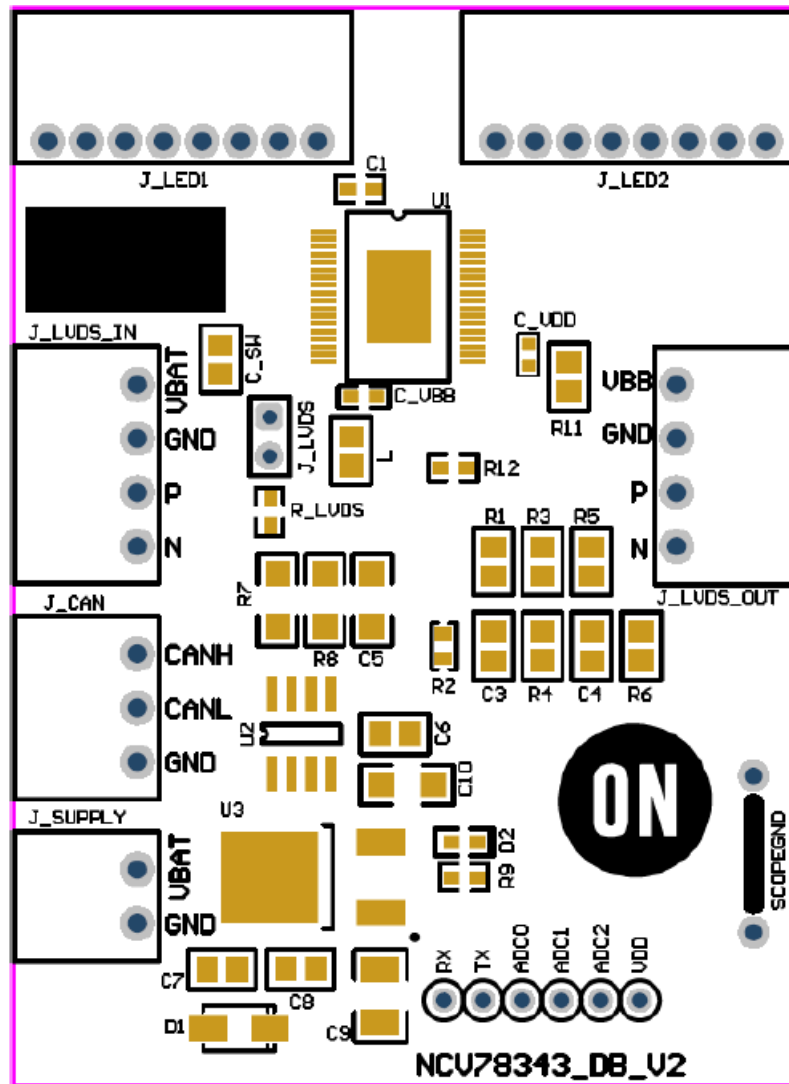 J_LED1
C1
J_LED2
U1
J_LVDS_IN
C_VDD
VBAT
C_SW
VBB
C_VBB
R11
GND
J_LVDS
L
GND
R12
P
R_LVDS
P
R1 R3 R5
N
N
R7
J_CAN
J_LVDS_OUT
CANH
R8 C5
R2
C3 R4 C4 R6
CANL
U2
C6
GND
C10
ON
U3
J_SUPPLY
D2
VBAT
R9
SCOPEGND
GND
RX TX ADC0 ADC1 ADC2 VDD
C7
C8
D1
C9
NCV78343_DB_V2